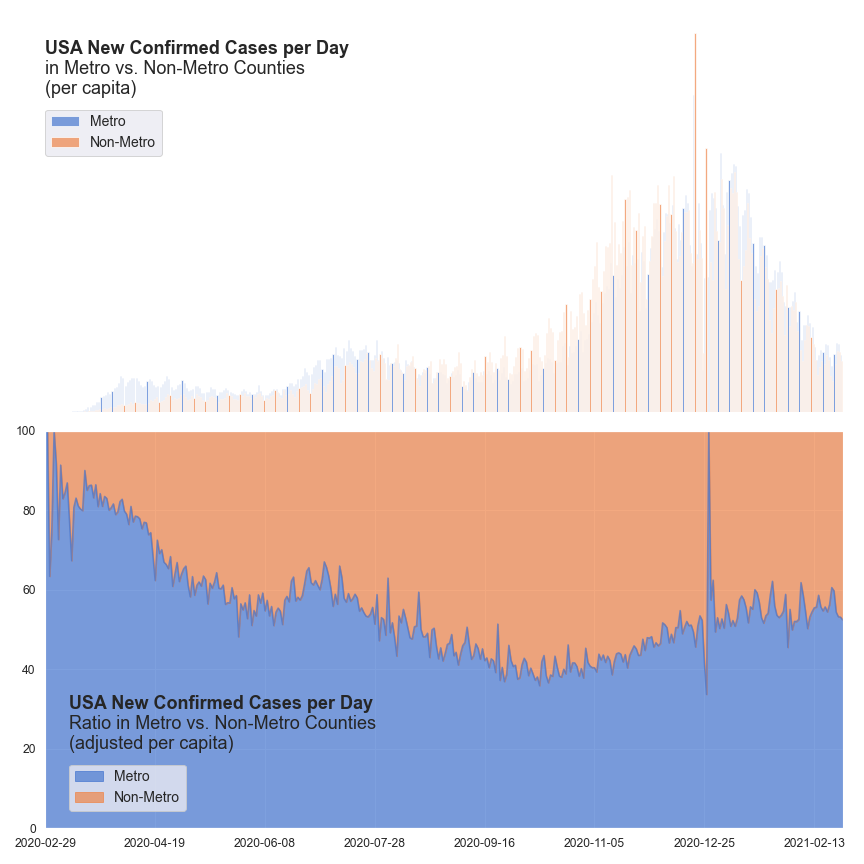 USA New Confirmed Cases per Day
in Metro vs. Non-Metro Counties
(per capita)
Metro
Non-Metro
100
80
60
40
20
0
USA New Confirmed Cases per Day
Ratio in Metro vs. Non-Metro Counties
(adjusted per capita)
Metro
Non-Metro
2020-02-29 2020-04-19 2020-06-08 2020-07-28 2020-09-16 2020-11-05 2020-12-25 2021-02-13